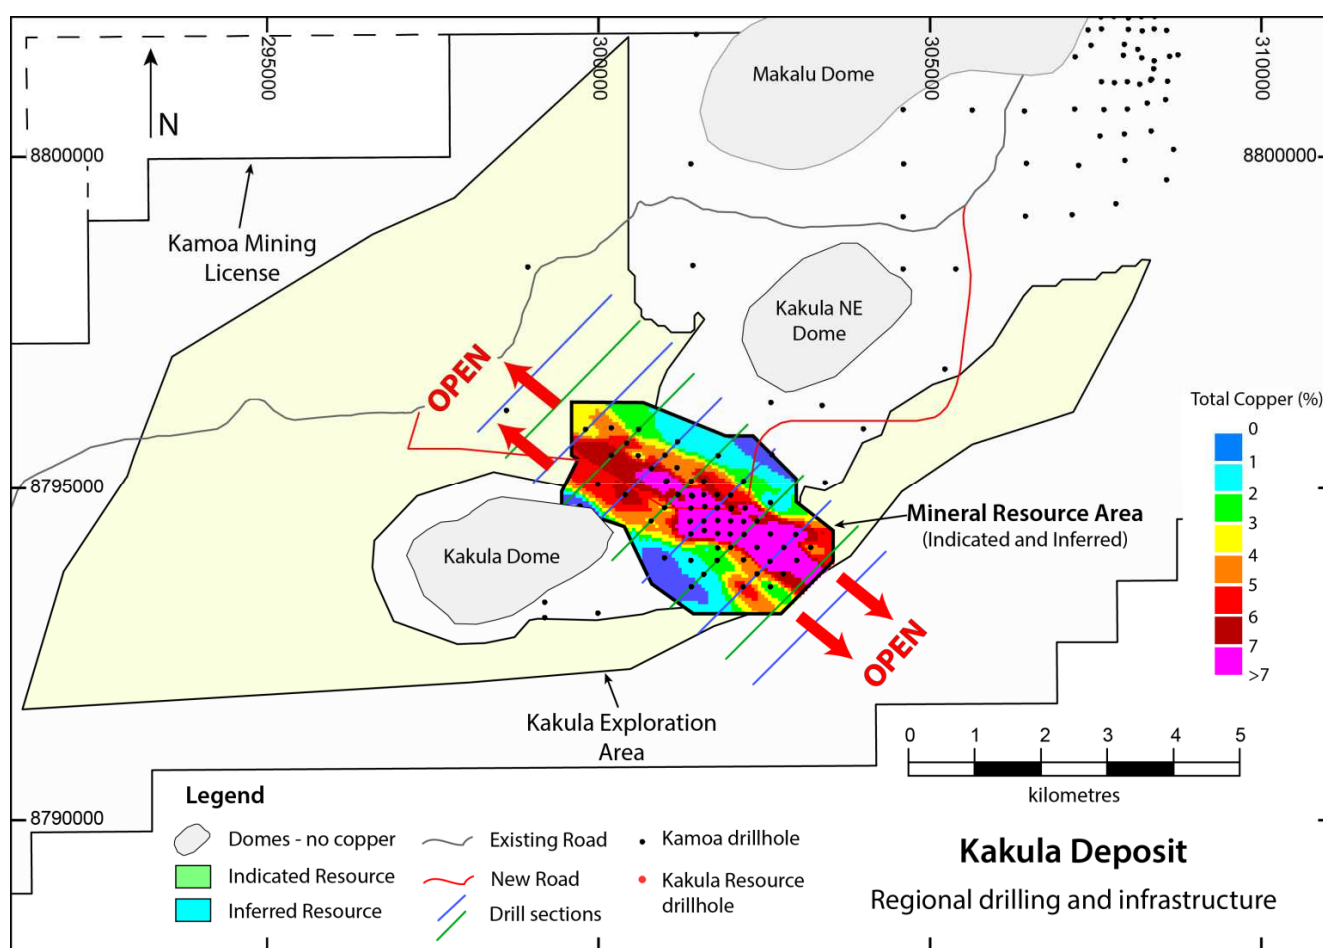 295000
300000
305000
310000
Makalu Dome
N
8800000
8800000
Kamoa Mining
License
Kakula NE
Dome
OPEN
Total Copper (%)
0
1
2
3
4
5
6
7
>7
8795000
Mineral Resource Area
(Indicated and Inferred)
Kakula Dome
OPEN
Kakula Exploration
Area
0 1 2 3 4 5
kilometres
8790000
Legend
Domes - no copper
Existing Road
Kamoa drillhole
Indicated Resource
New Road
Kakula Resource
drillhole
Inferred Resource
Drill sections
Kakula Deposit
Regional drilling and infrastructure